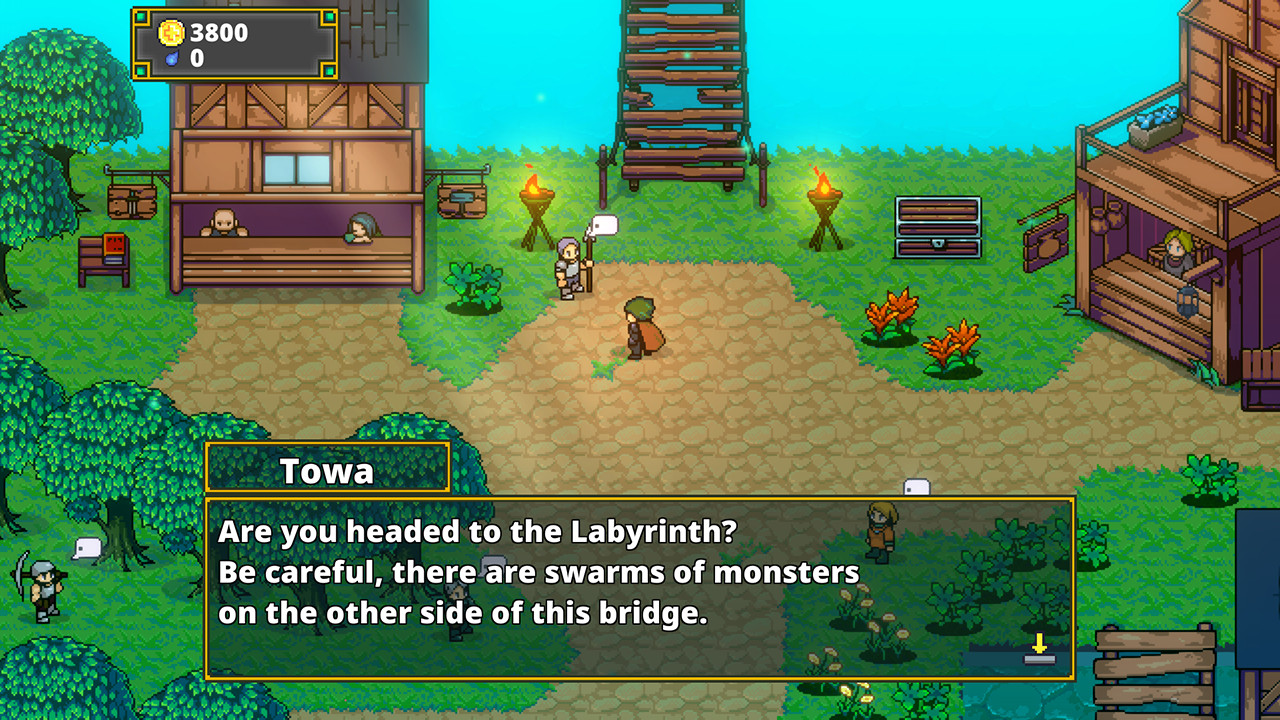 3800
0
Towa
Are you headed to the Labyrinth?
Be careful, there are swarms of monsters
on the other side of this bridge.